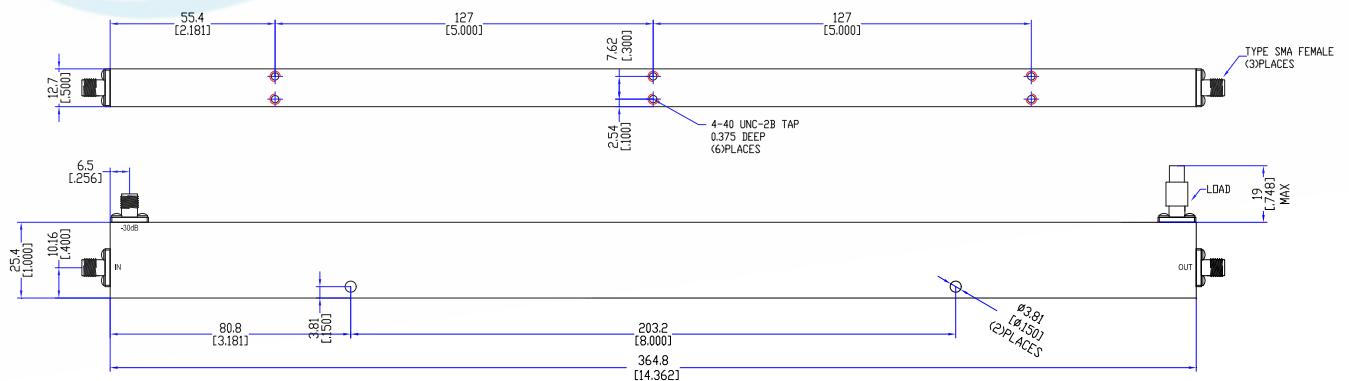 55.4
[2.181]
127
[5.000]
127
[5.000]
7.62
[.300]
TYPE SMA FEMALE
(3)PLACES
12.7
[.500]
2.54
[.100]
4-40 UNC-2B TAP
0.375 DEEP
(6)PLACES
6.5
[.256]
19
[.748]
MAX
LOAD
-30dB
25.4
[1.000]
10.16
[.400]
IN
OUT
3.81
[.150]
Ø3.81
[Ø.150]
(2)PLACES
80.8
[3.181]
203.2
[8.000]
364.8
[14.362]